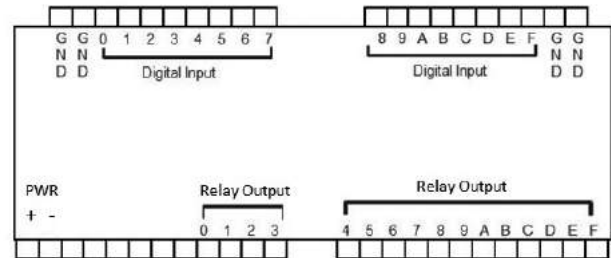 G G 0 1 2 3 4 5 6 7 8 9 A B C D E F G G
N N N N
D D Digital Input Digital Input D D
PWR Relay Output Relay Output
+ - 0 1 2 3 4 5 6 7 8 9 A B C D E F